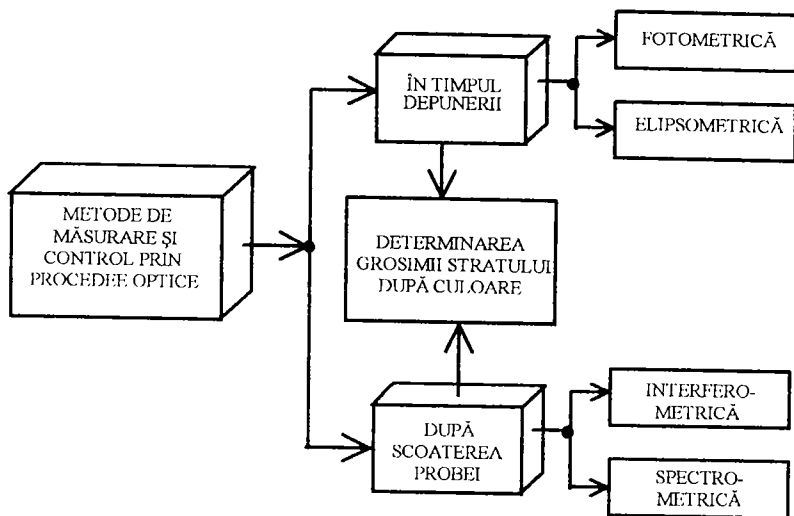 FOTOMETRICĂ
ÎN TIMPUL
DEPUNERII
ELIPSOMETRICĂ
METODE DE
MĂSURARE ŞI
CONTROL PRIN
PROCEDEE OPTICE
DETERMINAREA
GROSIMII STRATULUI
DUPĂ CULOARE
DUPĂ
SCOATEREA
PROBEI
INTERFERO-
METRICĂ
SPECTRO-
METRICĂ